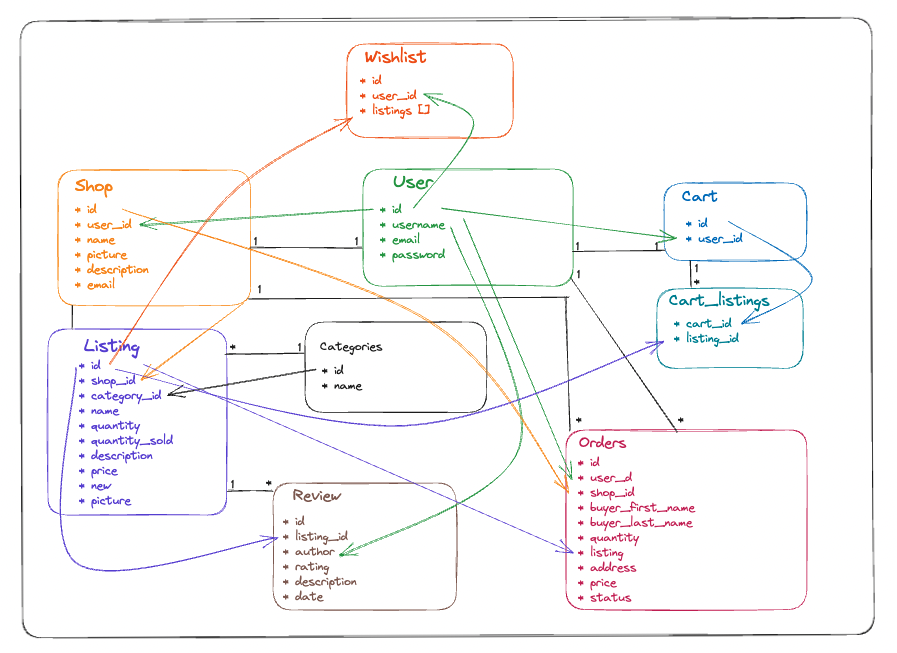 Wishlist
* id
* user_id
* listings []
Shop
* id
* user_id
* name
* picture
* description
* email
User
* id
* username
* email
* password
Cart
* id
* user_id
1
1
1
1
1
*
1
1
Cart_listings
* cart_id
* listing_id
Listing
* id
* shop_id
* category_id
* name
* quantity
* quantity_sold
* description
* price
* new
* picture
*
1
Categories
* id
* name
*
*
Orders
* id
* user_d
* shop_id
* buyer_first_name
* buyer_last_name
* quantity
* listing
* address
* price
* status
1
*
Review
* id
* listing_id
* author
* rating
* description
* date